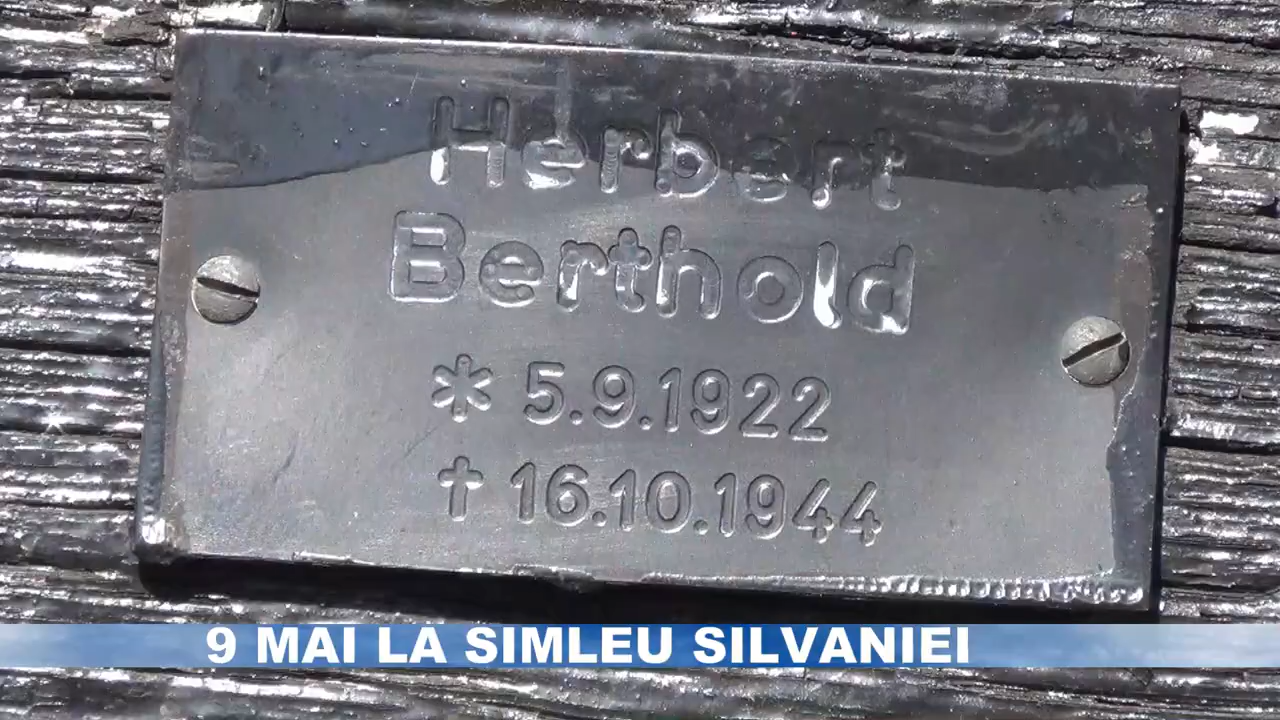 Herbert
Berthold
* 5.9.1922
† 16.10.1944
9 MAI LA SIMLEU SILVANIEI